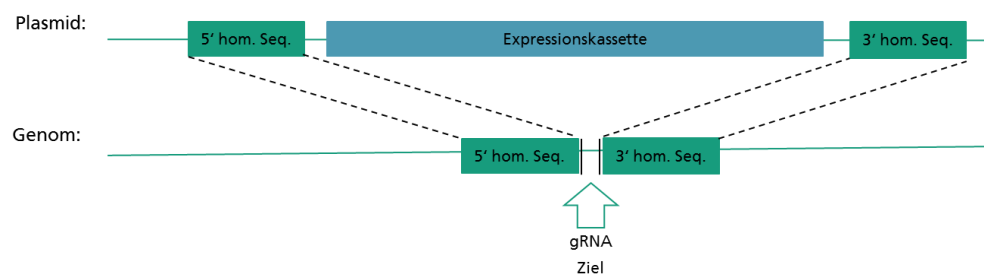 Plasmid:
5‘ hom. Seq.
Expressionskassette
3‘ hom. Seq.
Genom:
5‘ hom. Seq.
3‘ hom. Seq.
gRNA
Ziel